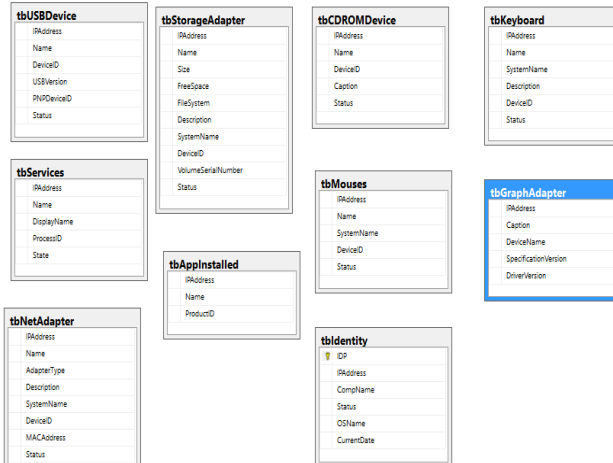 tbUSBDevice
IPAddress
Name
DeviceID
USBVersion
PNPDeviceID
Status
tbStorageAdapter
IPAddress
Name
Size
FreeSpace
FileSystem
Description
SystemName
DeviceID
VolumeSerialNumber
Status
tbCDROMDevice
IPAddress
Name
DeviceID
Caption
Status
tbKeyboard
IPAddress
Name
SystemName
Description
DeviceID
Status
tbServices
IPAddress
Name
DisplayName
ProcessID
State
tbMouses
IPAddress
Name
SystemName
DeviceID
Status
tbGraphAdapter
IPAddress
Caption
DeviceName
SpecificationVersion
DriverVersion
tbAppInstalled
IPAddress
Name
ProductID
tbNetAdapter
IPAddress
Name
AdapterType
Description
SystemName
DeviceID
MACAddress
Status
tbIdentity
IDP
IPAddress
CompName
Status
OSName
CurrentDate